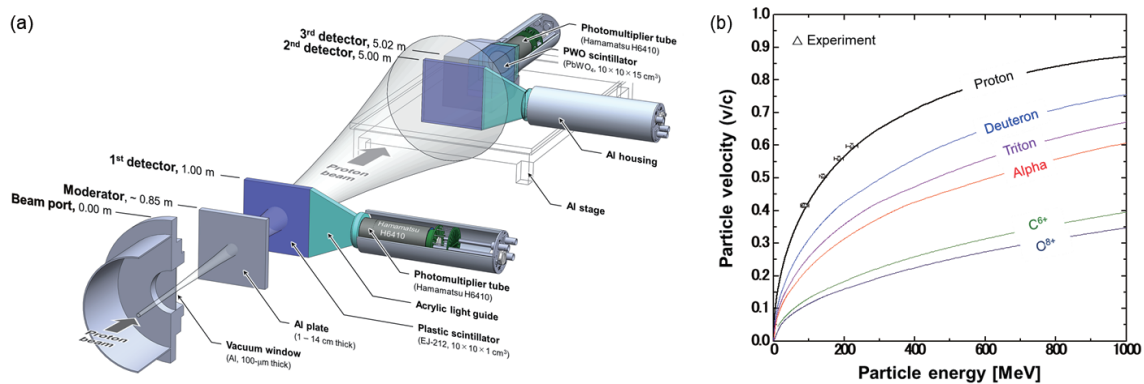 (a)
3rd detector, 5.02 m
2nd detector, 5.00 m
Photomultiplier tube
(Hamamatsu H6410)
PWO scintillator
(PbWO₄, 10 × 10 × 15 cm³)
Al housing
Al stage
Proton
beam
1st detector, 1.00 m
Moderator, ~ 0.85 m
Beam port, 0.00 m
Hamamatsu
H6410
Photomultiplier tube
(Hamamatsu H6410)
Acrylic light guide
Plastic scintillator
(EJ-212, 10 × 10 × 1 cm³)
Al plate
(1 – 14 cm thick)
Vacuum window
(Al, 100-μm thick)
Proton
beam
(b)
Particle velocity (v/c)
1.0
0.9
0.8
0.7
0.6
0.5
0.4
0.3
0.2
0.1
0.0
△ Experiment
Proton
Deuteron
Triton
Alpha
C⁶⁺
O⁸⁺
0 200 400 600 800 1000
Particle energy [MeV]